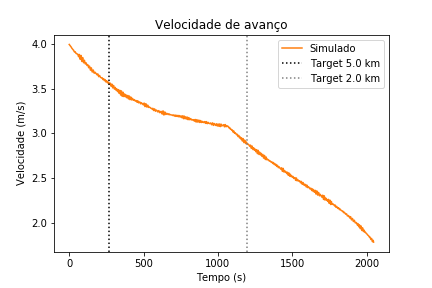 Velocidade de avanço
Simulado
Target 5.0 km
Target 2.0 km
4.0
3.5
3.0
2.5
2.0
Velocidade (m/s)
0
500
1000
1500
2000
Tempo (s)